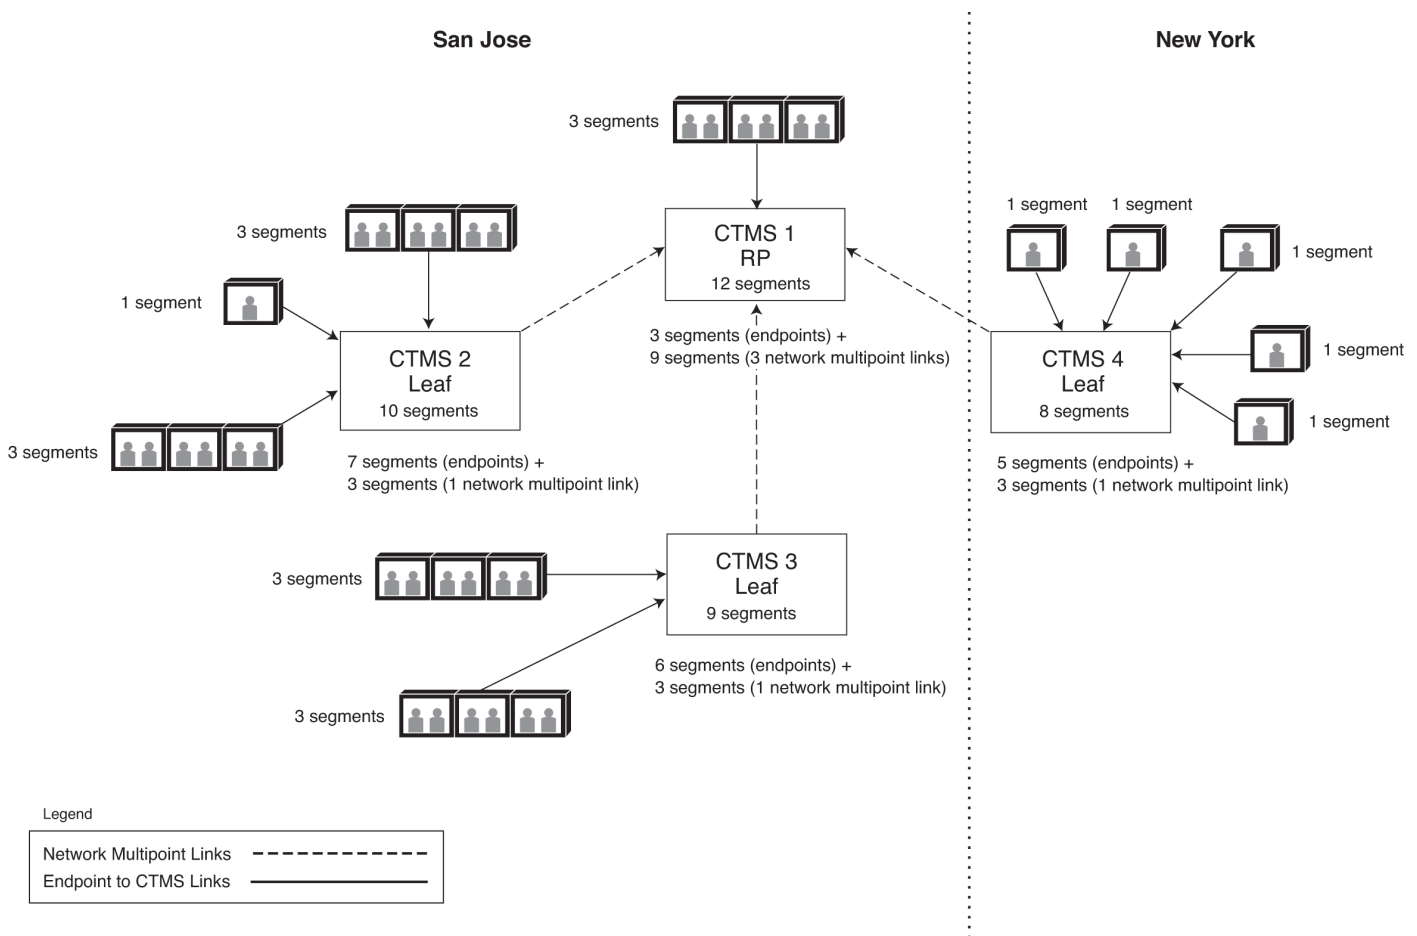 San Jose
New York
3 segments
3 segments
1 segment
3 segments
CTMS 1
RP
12 segments
3 segments (endpoints) +
9 segments (3 network multipoint links)
CTMS 2
Leaf
10 segments
7 segments (endpoints) +
3 segments (1 network multipoint link)
1 segment
1 segment
1 segment
1 segment
1 segment
CTMS 4
Leaf
8 segments
5 segments (endpoints) +
3 segments (1 network multipoint link)
3 segments
3 segments
CTMS 3
Leaf
9 segments
6 segments (endpoints) +
3 segments (1 network multipoint link)
Legend
Network Multipoint Links
Endpoint to CTMS Links